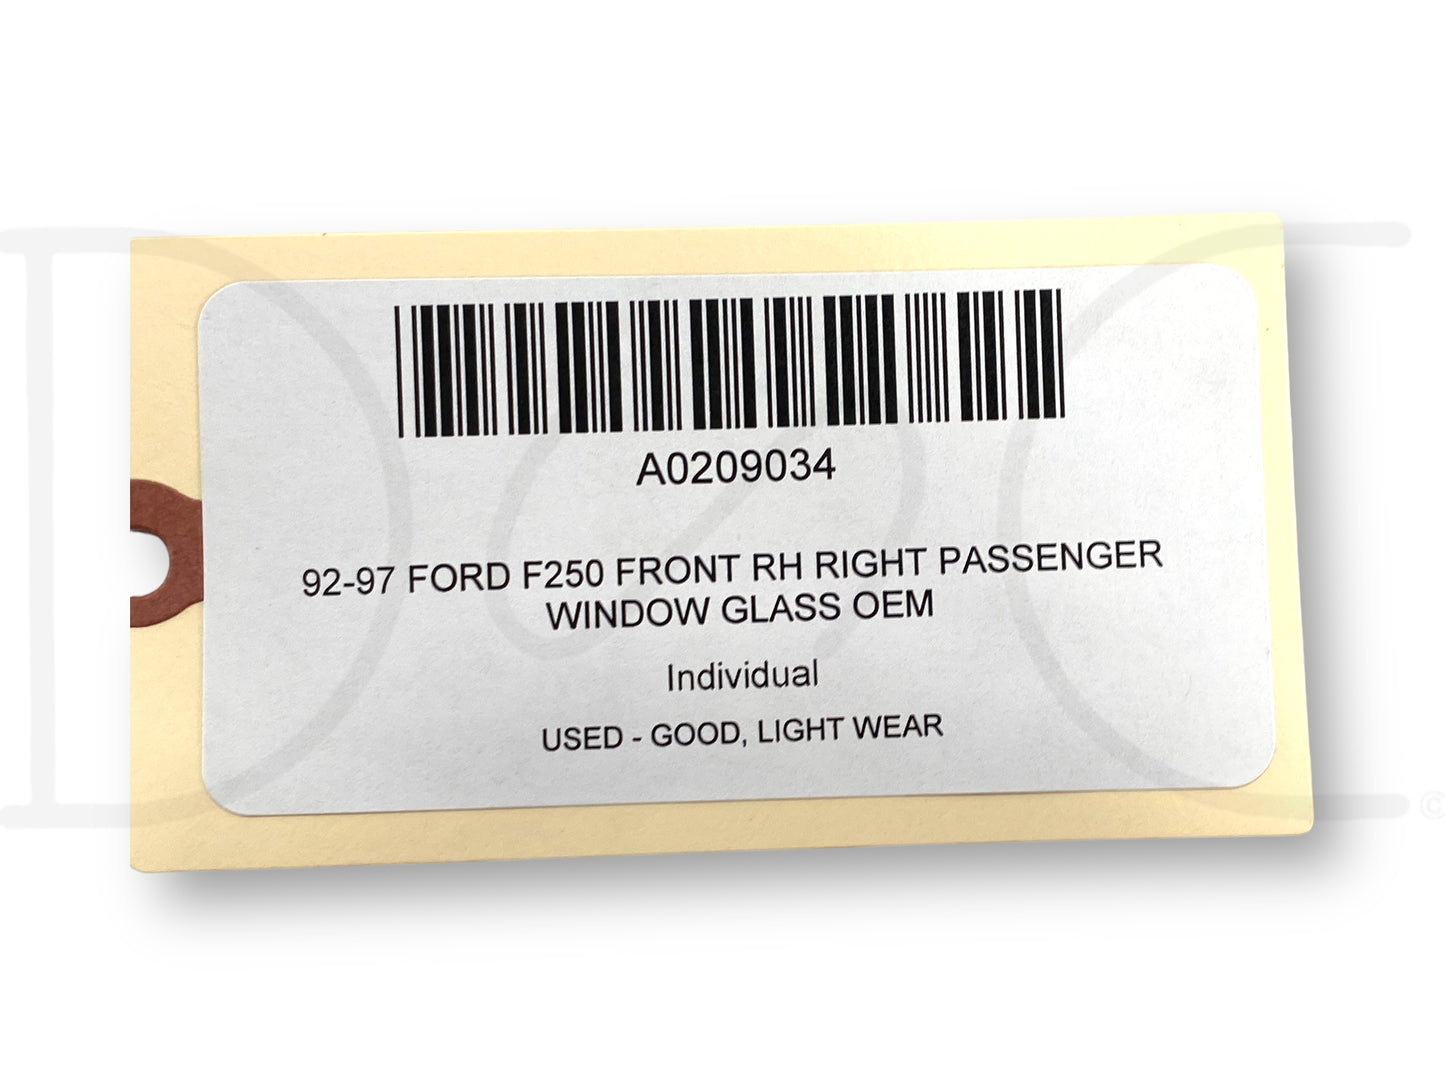 A0209034
92-97 FORD F250 FRONT RH RIGHT PASSENGER
WINDOW GLASS OEM
Individual
USED - GOOD, LIGHT WEAR
©